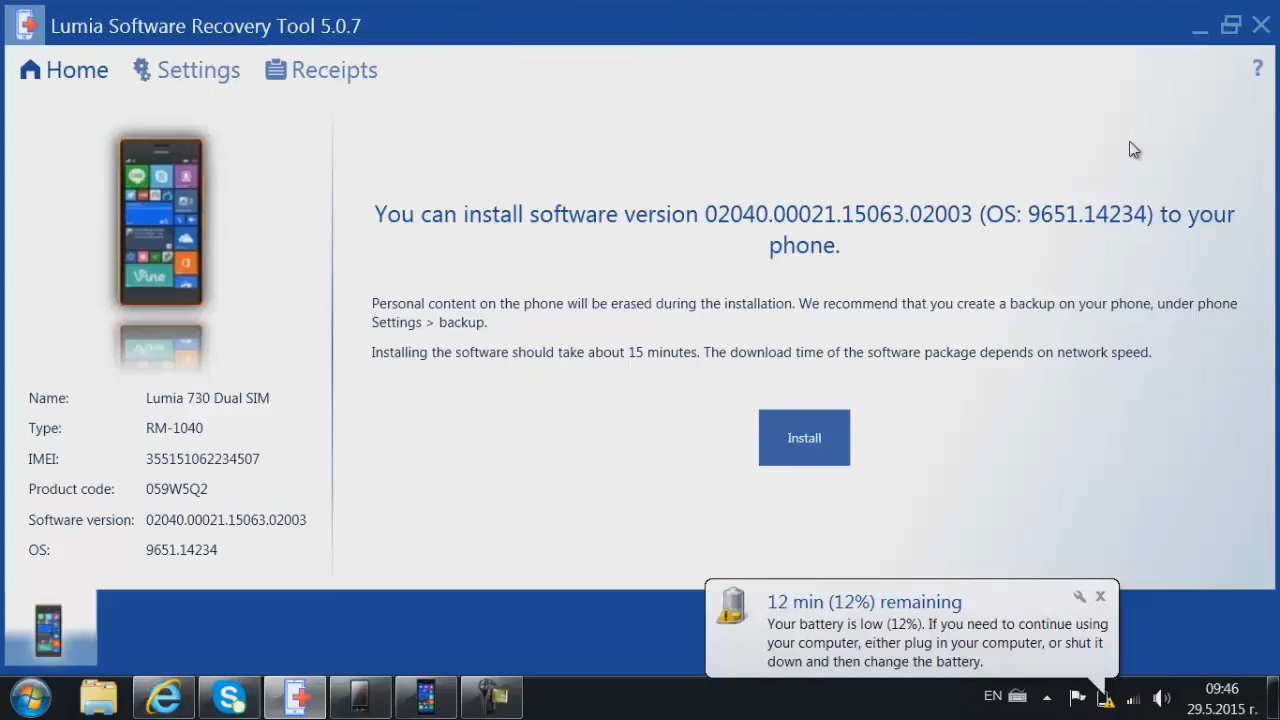 Lumia Software Recovery Tool 5.0.7
Home Settings Receipts ?
You can install software version 02040.00021.15063.02003 (OS: 9651.14234) to your
phone.
Personal content on the phone will be erased during the installation. We recommend that you create a backup on your phone, under phone
Settings > backup.
Installing the software should take about 15 minutes. The download time of the software package depends on network speed.
Install
Vine
Name: Lumia 730 Dual SIM
Type: RM-1040
IMEI: 355151062234507
Product code: 059W5Q2
Software version: 02040.00021.15063.02003
OS: 9651.14234
12 min (12%) remaining
Your battery is low (12%). If you need to continue using
your computer, either plug in your computer, or shut it
down and then change the battery.
EN
09:46
29.5.2015 г.